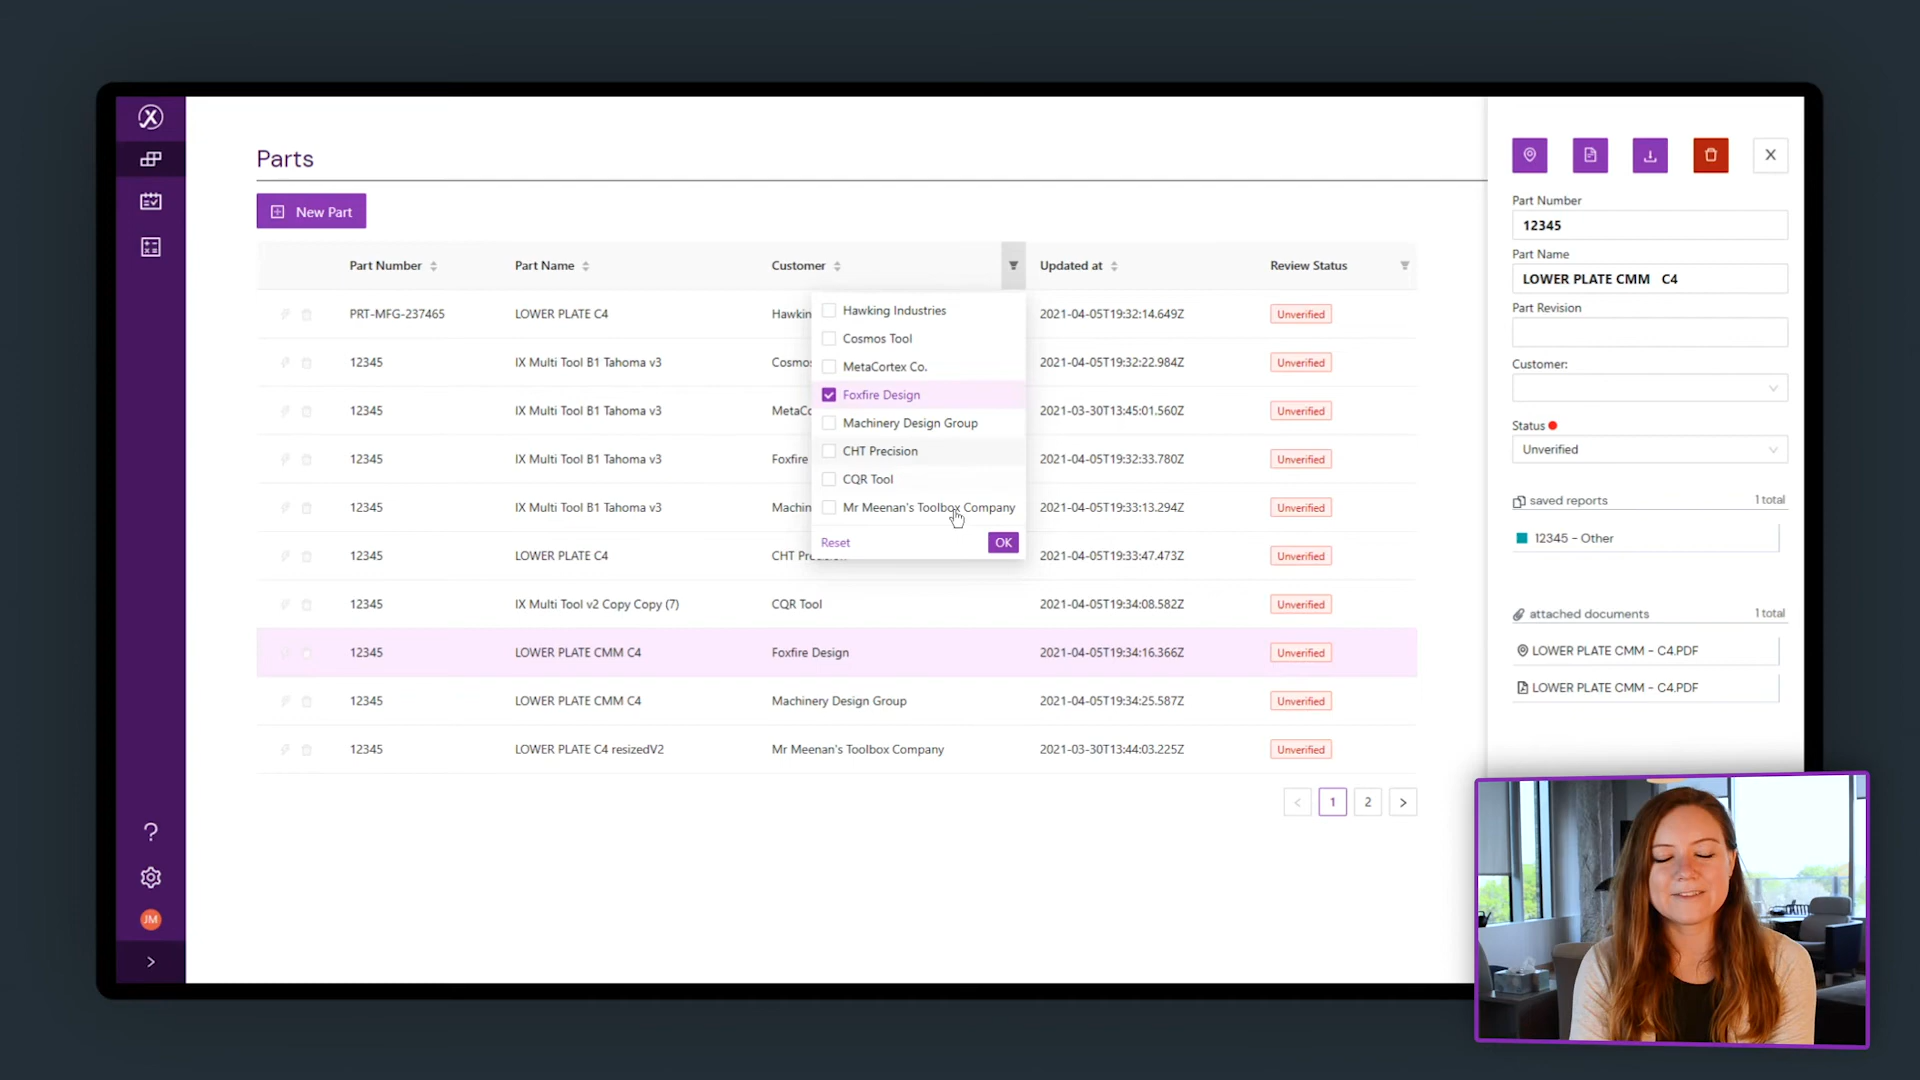 Parts
New Part
Part Number Part Name Customer Updated at Review Status
PRT-MFG-237465 LOWER PLATE C4 Hawkin 2021-04-05T19:32:14.649Z Unverified
12345 IX Multi Tool B1 Tahoma v3 Cosmos 2021-04-05T19:32:22.984Z Unverified
12345 IX Multi Tool B1 Tahoma v3 MetaCo 2021-03-30T13:45:01.560Z Unverified
12345 IX Multi Tool B1 Tahoma v3 Foxfire 2021-04-05T19:32:33.780Z Unverified
12345 IX Multi Tool B1 Tahoma v3 Machin 2021-04-05T19:33:13.294Z Unverified
12345 LOWER PLATE C4 CHT Pre 2021-04-05T19:33:47.473Z Unverified
12345 IX Multi Tool v2 Copy Copy (7) CQR Tool 2021-04-05T19:34:08.582Z Unverified
12345 LOWER PLATE CMM C4 Foxfire Design 2021-04-05T19:34:16.366Z Unverified
12345 LOWER PLATE CMM C4 Machinery Design Group 2021-04-05T19:34:25.587Z Unverified
12345 LOWER PLATE C4 resizedV2 Mr Meenan's Toolbox Company 2021-03-30T13:44:03.225Z Unverified
Hawking Industries
Cosmos Tool
MetaCortex Co.
Foxfire Design
Machinery Design Group
CHT Precision
CQR Tool
Mr Meenan's Toolbox Company
Reset OK
< 1 2 >
?
JM
>
X
Part Number
12345
Part Name
LOWER PLATE CMM C4
Part Revision
Customer:
Status
Unverified
saved reports 1 total
12345 - Other
attached documents 1 total
LOWER PLATE CMM - C4.PDF
LOWER PLATE CMM - C4.PDF